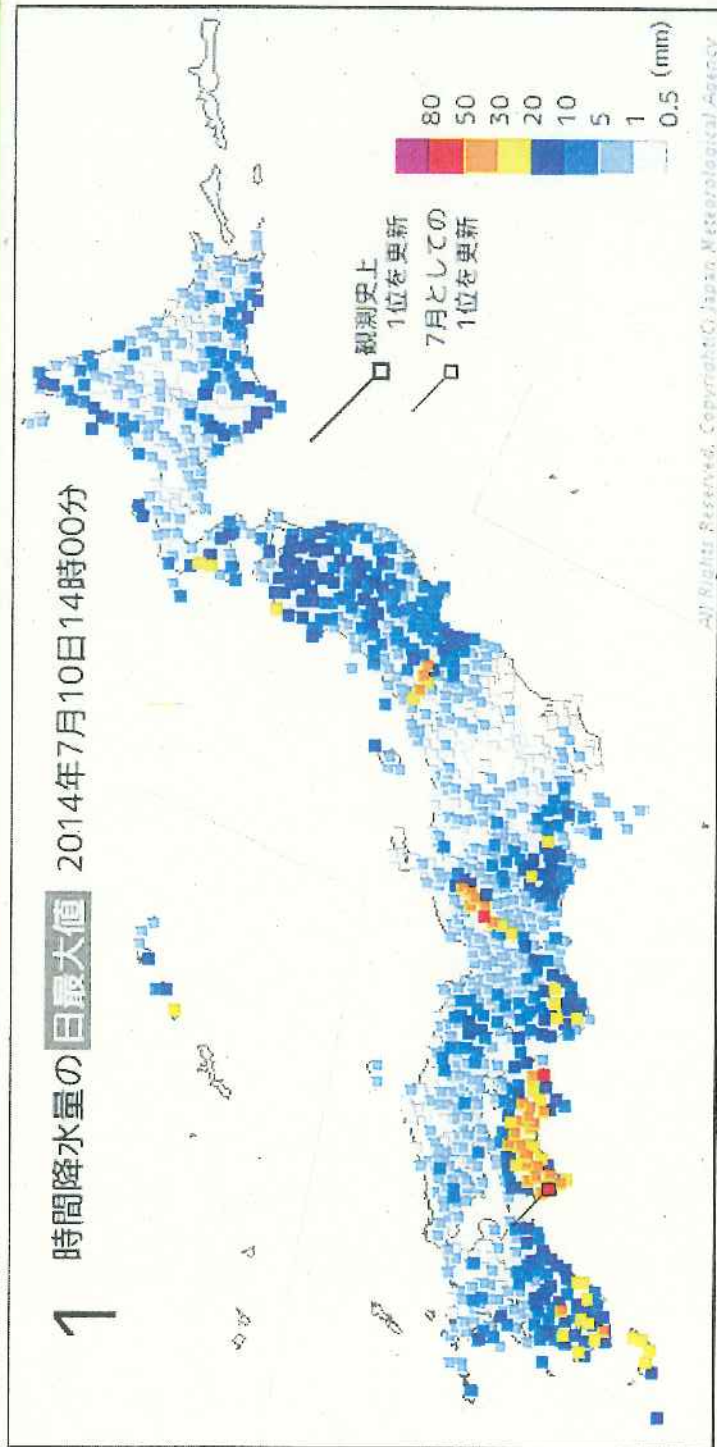 1 時間降水量の日最大値 2014年7月10日14時00分
観測史上
1位を更新
7月としての
1位を更新
80
50
30
20
10
5
1
0.5 (mm)
All Rights Reserved, Copyright(C) Japan Meteorological Agency